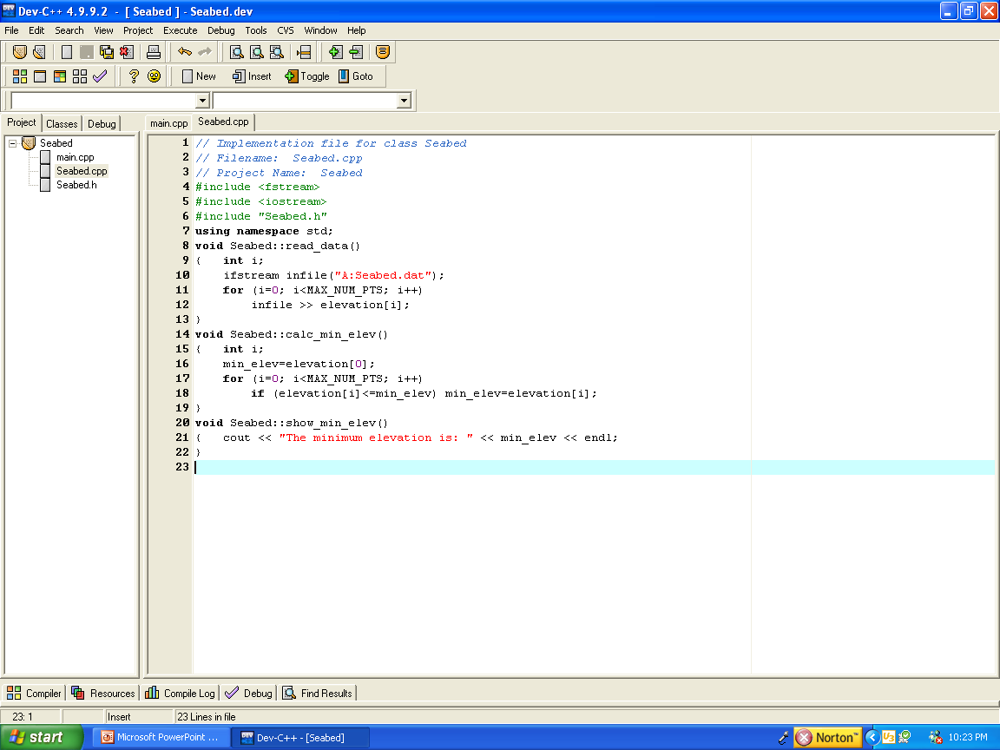 Dev-C++ 4.9.9.2 - [ Seabed ] - Seabed.dev
File Edit Search View Project Execute Debug Tools CVS Window Help
New Insert Toggle Goto
Project Classes Debug
main.cpp Seabed.cpp
Seabed
main.cpp
Seabed.cpp
Seabed.h
1 // Implementation file for class Seabed
2 // Filename:  Seabed.cpp
3 // Project Name:  Seabed
4 #include <fstream>
5 #include <iostream>
6 #include "Seabed.h"
7 using namespace std;
8 void Seabed::read_data()
9 {   int i;
10     ifstream infile("A:Seabed.dat");
11     for (i=0; i<MAX_NUM_PTS; i++)
12         infile >> elevation[i];
13 }
14 void Seabed::calc_min_elev()
15 {   int i;
16     min_elev=elevation[0];
17     for (i=0; i<MAX_NUM_PTS; i++)
18         if (elevation[i]<=min_elev) min_elev=elevation[i];
19 }
20 void Seabed::show_min_elev()
21 {   cout << "The minimum elevation is: " << min_elev << endl;
22 }
23
Compiler Resources Compile Log Debug Find Results
23: 1 Insert 23 Lines in file
start Microsoft PowerPoint ... Dev-C++ - [Seabed] Norton™ U3 10:23 PM